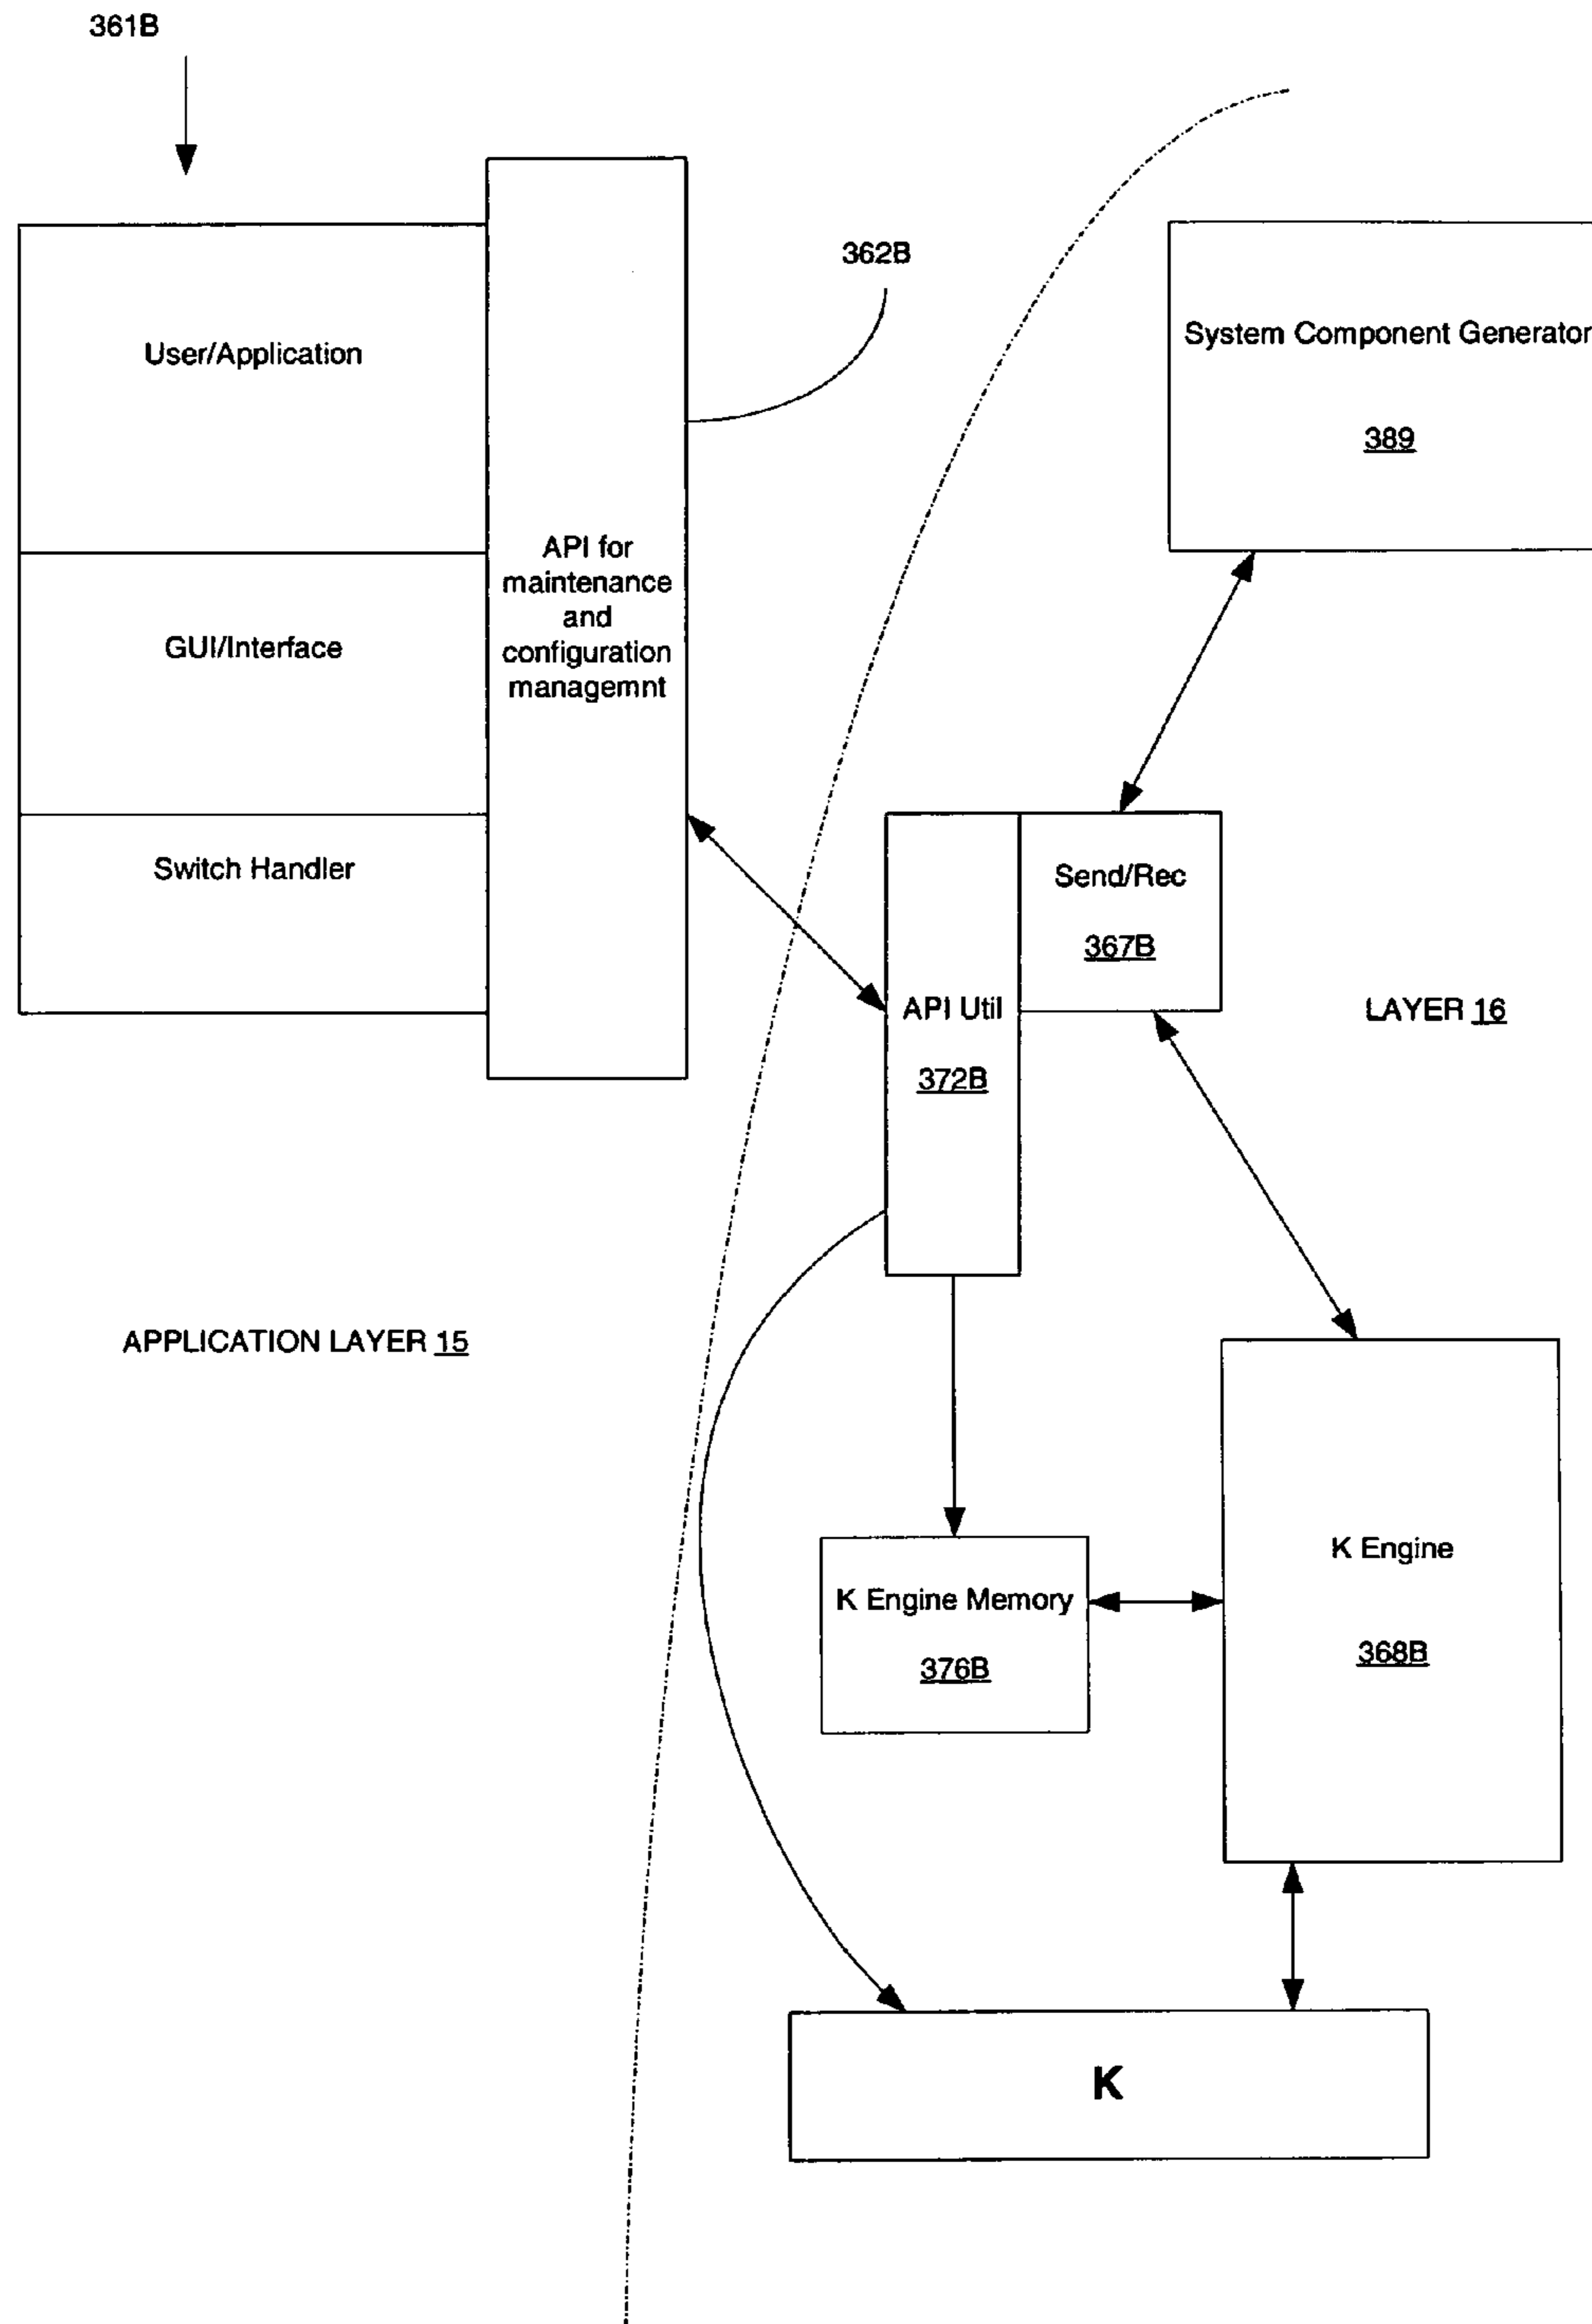 361B
362B
User/Application
System Component Generator
389
API for
maintenance
and
configuration
managemnt
GUI/Interface
Switch Handler
Send/Rec
367B
API Util
372B
LAYER 16
APPLICATION LAYER 15
K Engine
368B
K Engine Memory
376B
K